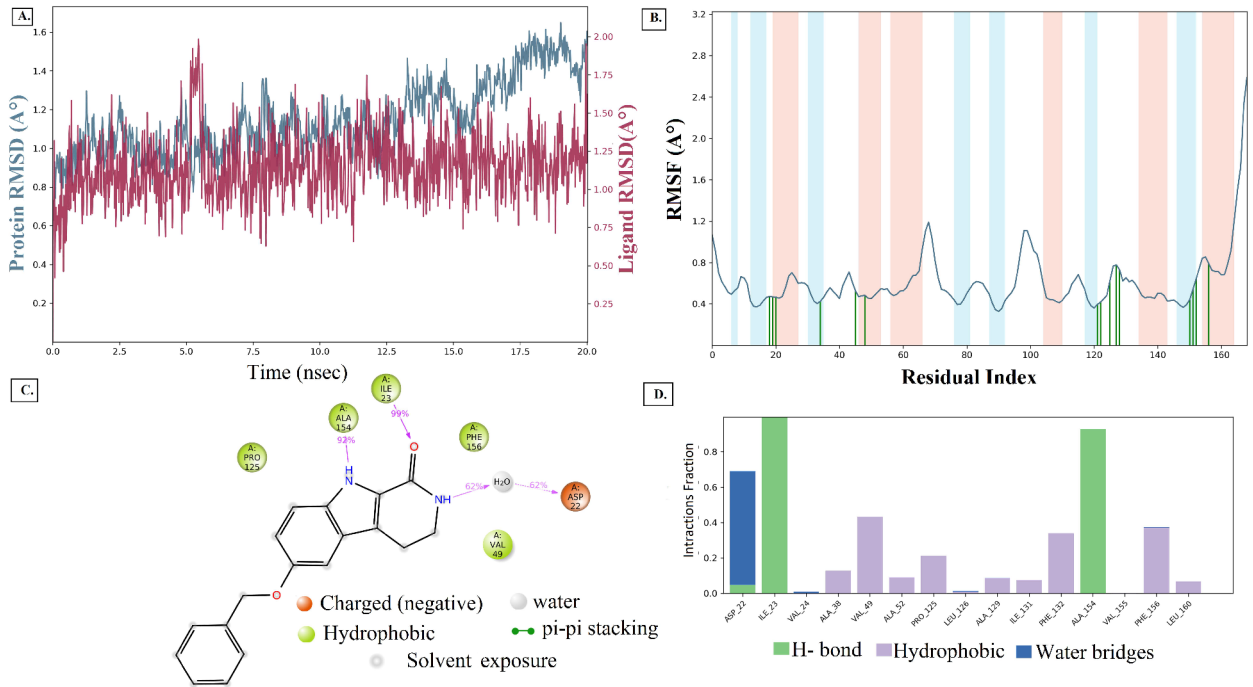 A.
Protein RMSD (A°)
1.6
1.4
1.2
1.0
0.8
0.6
0.4
0.2
0.0 2.5 5.0 7.5 10.0 12.5 15.0 17.5 20.0
Time (nsec)
2.00
1.75
1.50
1.25
1.00
0.75
0.50
0.25
Ligand RMSD(A°)
B.
RMSF (A°)
3.2
2.8
2.4
2.0
1.6
1.2
0.8
0.4
0 20 40 60 80 100 120 140 160
Residual Index
C.
A:
ILE
23
99%
A:
ALA
154
92%
A:
PHE
156
A:
PRO
125
O
H
N
NH
62%
H₂O
62%
A:
ASP
22
A:
VAL
49
O
Charged (negative)
water
Hydrophobic
pi-pi stacking
Solvent exposure
D.
Intractions Fraction
0.8
0.6
0.4
0.2
0.0
ASP_22 ILE_23 VAL_24 ALA_38 VAL_49 ALA_52 PRO_125 LEU_126 ALA_129 ILE_131 PHE_132 ALA_154 VAL_155 PHE_156 LEU_160
H- bond Hydrophobic Water bridges